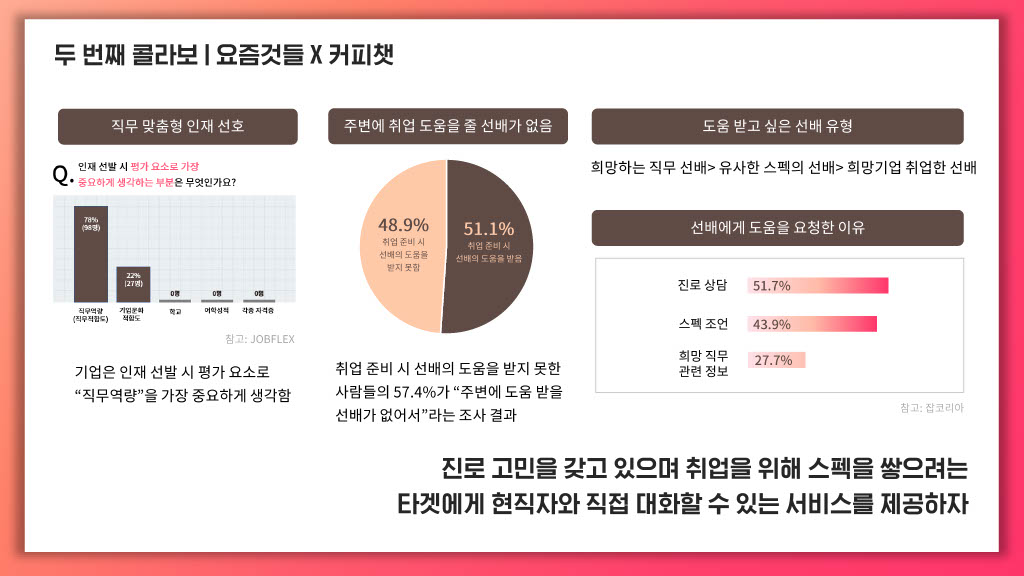 두 번째 콜라보 | 요즘것들 X 커피챗
직무 맞춤형 인재 선호
Q. 인재 선발 시 평가 요소로 가장
중요하게 생각하는 부분은 무엇인가요?
78%
(98명)
22%
(27명)
0명
0명
0명
직무역량
(직무적합도)
기업문화
적합도
학교
어학성적
각종 자격증
참고: JOBFLEX
기업은 인재 선발 시 평가 요소로
“직무역량”을 가장 중요하게 생각함
주변에 취업 도움을 줄 선배가 없음
48.9%
취업 준비 시
선배의 도움을
받지 못함
51.1%
취업 준비 시
선배의 도움을 받음
취업 준비 시 선배의 도움을 받지 못한
사람들의 57.4%가 “주변에 도움 받을
선배가 없어서”라는 조사 결과
도움 받고 싶은 선배 유형
희망하는 직무 선배> 유사한 스펙의 선배> 희망기업 취업한 선배
선배에게 도움을 요청한 이유
진로 상담 51.7%
스펙 조언 43.9%
희망 직무
관련 정보 27.7%
참고: 잡코리아
진로 고민을 갖고 있으며 취업을 위해 스펙을 쌓으려는
타겟에게 현직자와 직접 대화할 수 있는 서비스를 제공하자